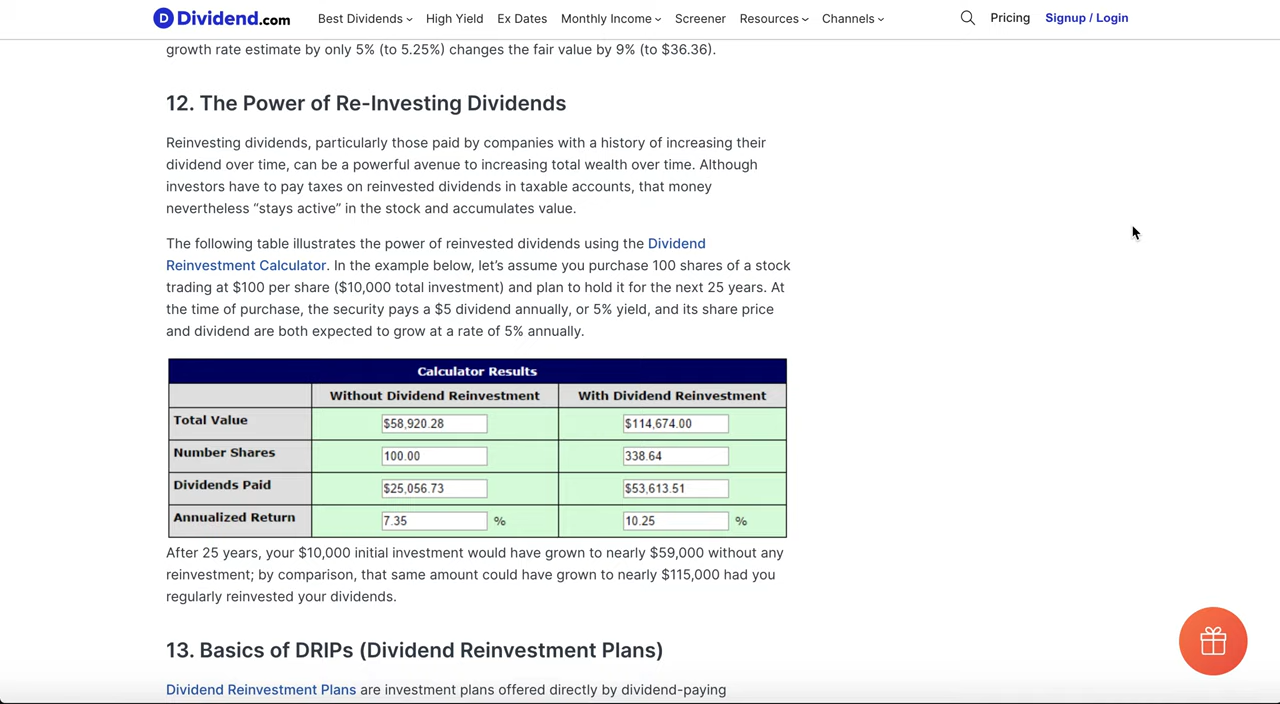 Dividend.com
Best Dividends High Yield Ex Dates Monthly Income Screener Resources Channels Pricing Signup / Login
growth rate estimate by only 5% (to 5.25%) changes the fair value by 9% (to $36.36).
12. The Power of Re-Investing Dividends
Reinvesting dividends, particularly those paid by companies with a history of increasing their
dividend over time, can be a powerful avenue to increasing total wealth over time. Although
investors have to pay taxes on reinvested dividends in taxable accounts, that money
nevertheless “stays active” in the stock and accumulates value.
The following table illustrates the power of reinvested dividends using the Dividend
Reinvestment Calculator. In the example below, let’s assume you purchase 100 shares of a stock
trading at $100 per share ($10,000 total investment) and plan to hold it for the next 25 years. At
the time of purchase, the security pays a $5 dividend annually, or 5% yield, and its share price
and dividend are both expected to grow at a rate of 5% annually.
Calculator Results
Without Dividend Reinvestment With Dividend Reinvestment
Total Value $58,920.28 $114,674.00
Number Shares 100.00 338.64
Dividends Paid $25,056.73 $53,613.51
Annualized Return 7.35 % 10.25 %
After 25 years, your $10,000 initial investment would have grown to nearly $59,000 without any
reinvestment; by comparison, that same amount could have grown to nearly $115,000 had you
regularly reinvested your dividends.
13. Basics of DRIPs (Dividend Reinvestment Plans)
Dividend Reinvestment Plans are investment plans offered directly by dividend-paying